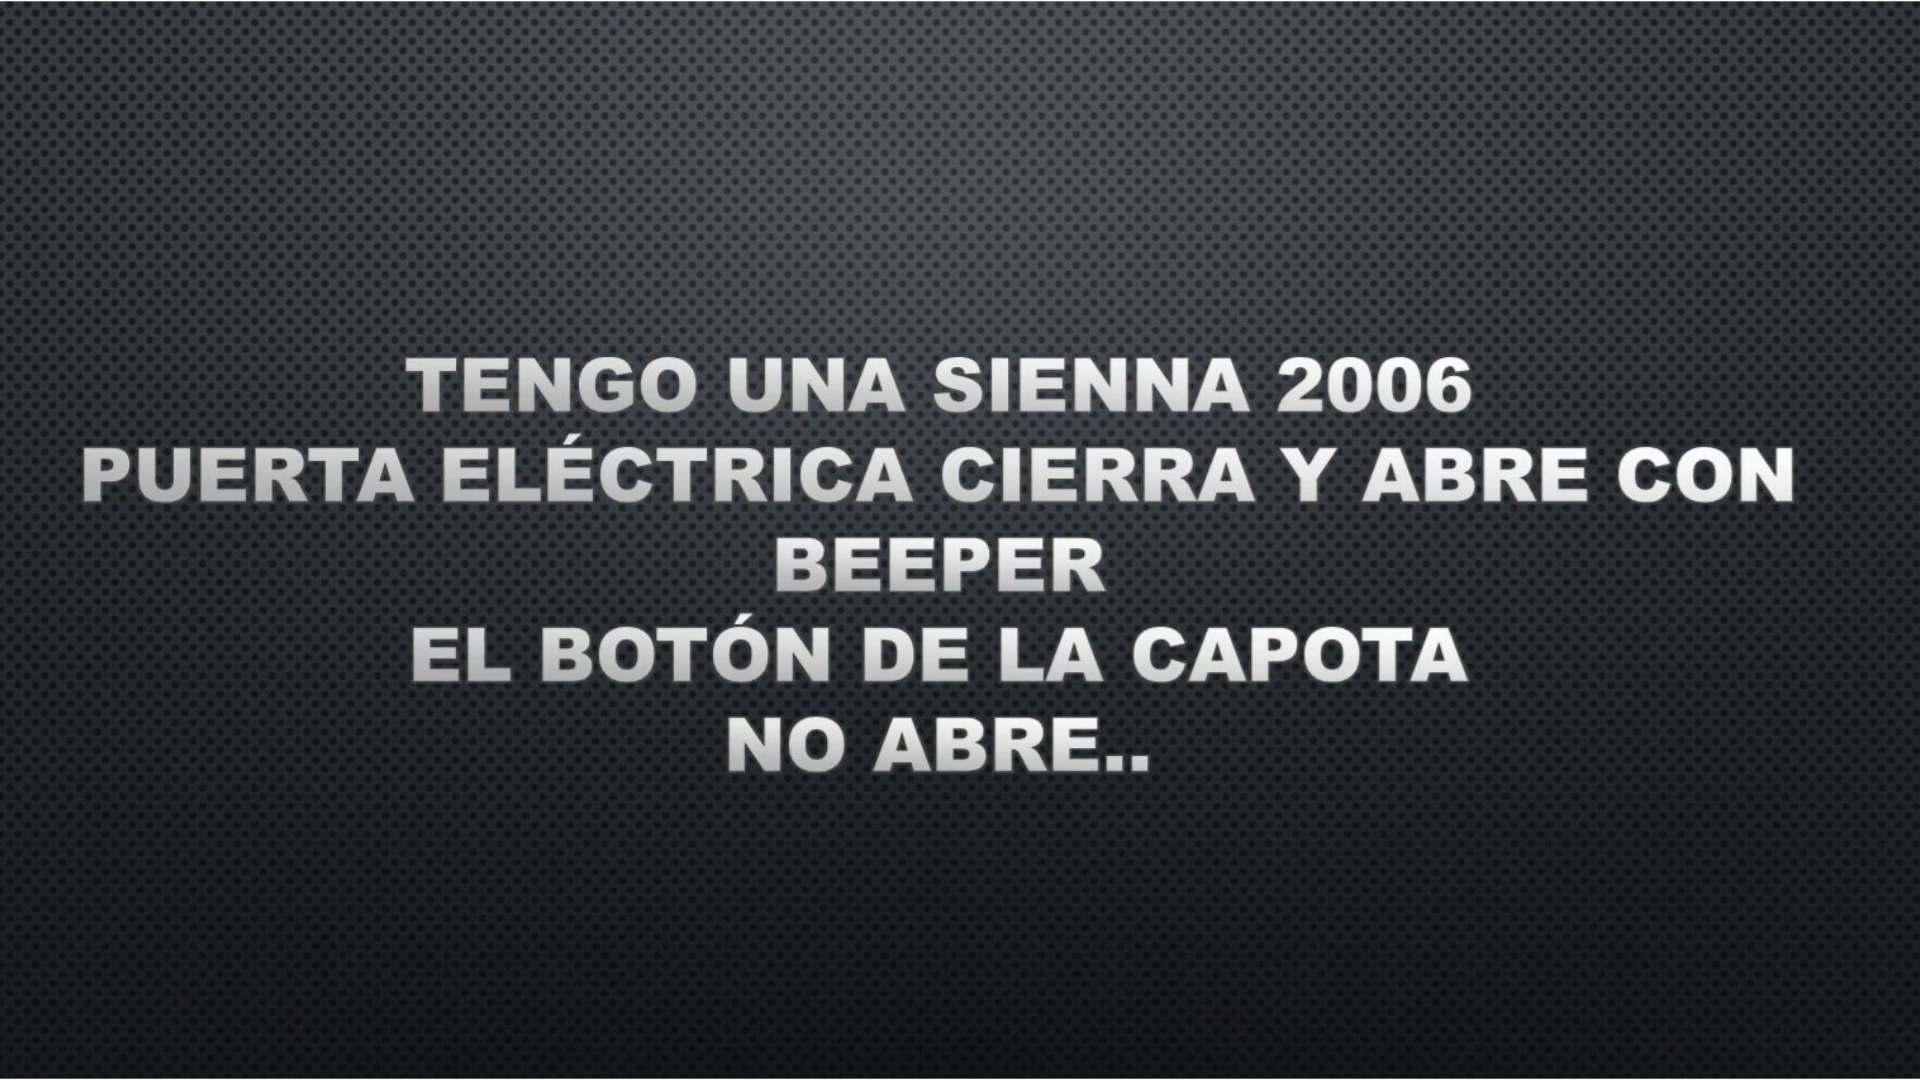 TENGO UNA SIENNA 2006
PUERTA ELÉCTRICA CIERRA Y ABRE CON
BEEPER
EL BOTÓN DE LA CAPOTA
NO ABRE..